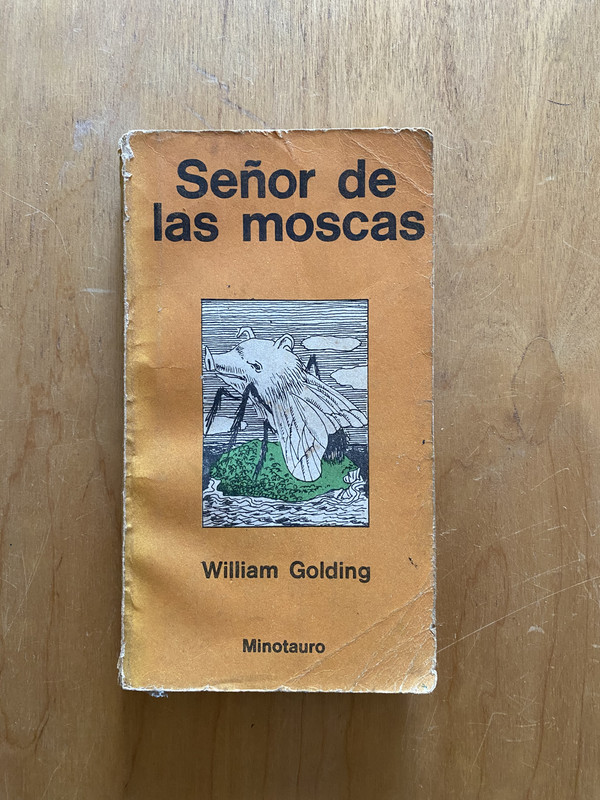 Señor de
las moscas
William Golding
Minotauro